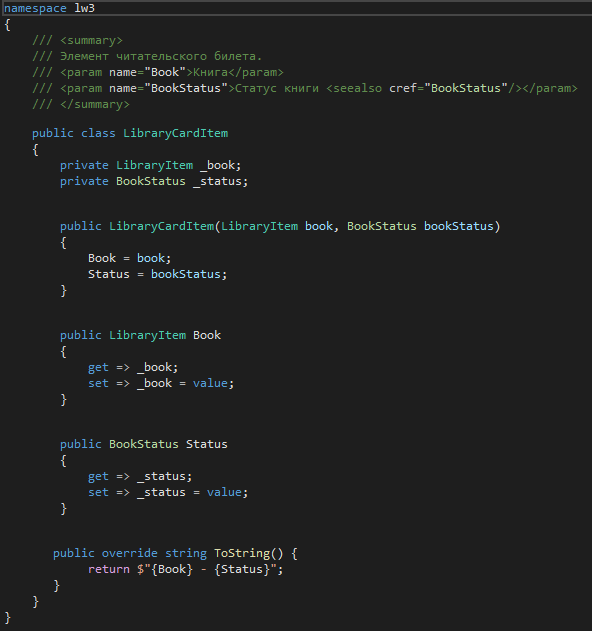 namespace lw3
{
    /// <summary>
    /// Элемент читательского билета.
    /// <param name="Book">Книга</param>
    /// <param name="BookStatus">Статус книги <seealso cref="BookStatus"/></param>
    /// </summary>

    public class LibraryCardItem
    {
        private LibraryItem _book;
        private BookStatus _status;


        public LibraryCardItem(LibraryItem book, BookStatus bookStatus)
        {
            Book = book;
            Status = bookStatus;
        }


        public LibraryItem Book
        {
            get => _book;
            set => _book = value;
        }


        public BookStatus Status
        {
            get => _status;
            set => _status = value;
        }


       public override string ToString() {
            return $"{Book} - {Status}";
       }
    }
}